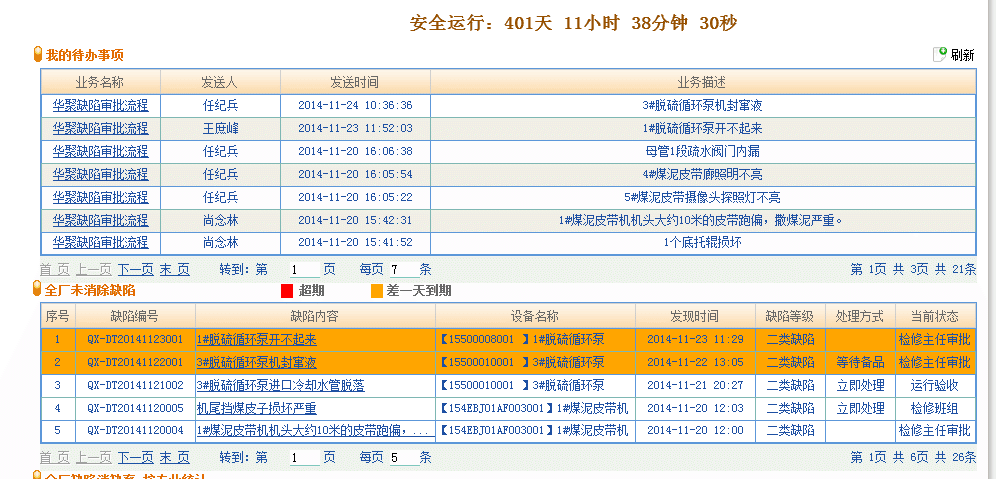 安全运行：401天 11小时 38分钟 30秒
我的待办事项 刷新
业务名称 发送人 发送时间 业务描述
华聚缺陷审批流程 任纪兵 2014-11-24 10:36:36 3#脱硫循环泵机封窜液
华聚缺陷审批流程 王庶峰 2014-11-23 11:52:03 1#脱硫循环泵开不起来
华聚缺陷审批流程 任纪兵 2014-11-20 16:06:38 母管1段疏水阀门内漏
华聚缺陷审批流程 任纪兵 2014-11-20 16:05:54 4#煤泥皮带廊照明不亮
华聚缺陷审批流程 任纪兵 2014-11-20 16:05:22 5#煤泥皮带摄像头探照灯不亮
华聚缺陷审批流程 尚念林 2014-11-20 15:42:31 1#煤泥皮带机机头大约10米的皮带跑偏，撒煤泥严重。
华聚缺陷审批流程 尚念林 2014-11-20 15:41:52 1个底托辊损坏
首 页 上一页 下一页 末 页 转到：第 1 页 每页 7 条 第 1页 共 3页 共 21条
全厂未消除缺陷 超期 差一天到期
序号 缺陷编号 缺陷内容 设备名称 发现时间 缺陷等级 处理方式 当前状态
1 QX-DT20141123001 1#脱硫循环泵开不起来 【15500008001 】1#脱硫循环泵 2014-11-23 11:29 二类缺陷 检修主任审批
2 QX-DT20141122001 3#脱硫循环泵机封窜液 【15500010001 】3#脱硫循环泵 2014-11-22 13:05 二类缺陷 等待备品 检修主任审批
3 QX-DT20141121002 3#脱硫循环泵进口冷却水管脱落 【15500010001 】3#脱硫循环泵 2014-11-21 20:27 二类缺陷 立即处理 运行验收
4 QX-DT20141120005 机尾挡煤皮子损坏严重 【154EBJ01AF003001】1#煤泥皮带机 2014-11-20 12:03 二类缺陷 立即处理 检修班组
5 QX-DT20141120004 1#煤泥皮带机机头大约10米的皮带跑偏，... 【154EBJ01AF003001】1#煤泥皮带机 2014-11-20 12:00 二类缺陷 检修主任审批
首 页 上一页 下一页 末 页 转到：第 1 页 每页 5 条 第 1页 共 6页 共 26条